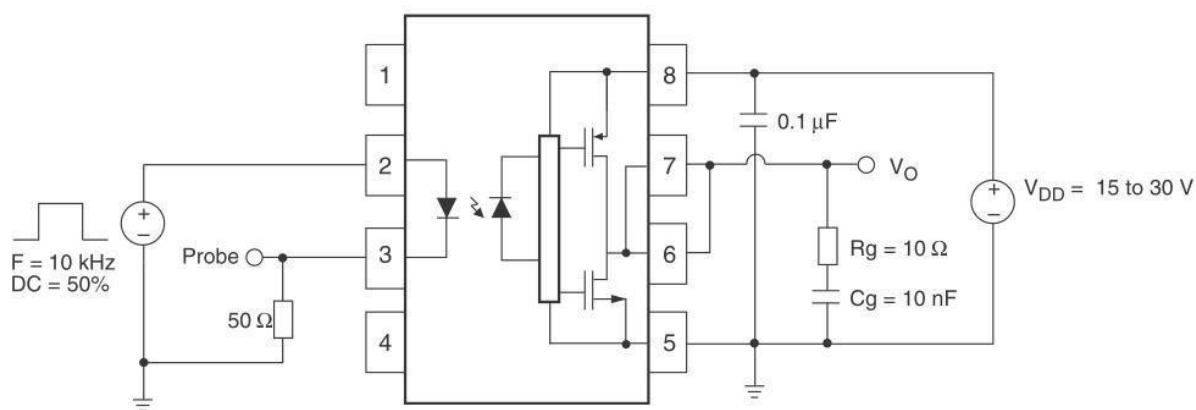 F = 10 kHz
DC = 50%
+
–
Probe
50 Ω
1
2
3
4
8
7
6
5
0.1 μF
V_O
Rg = 10 Ω
Cg = 10 nF
+
–
V_DD = 15 to 30 V